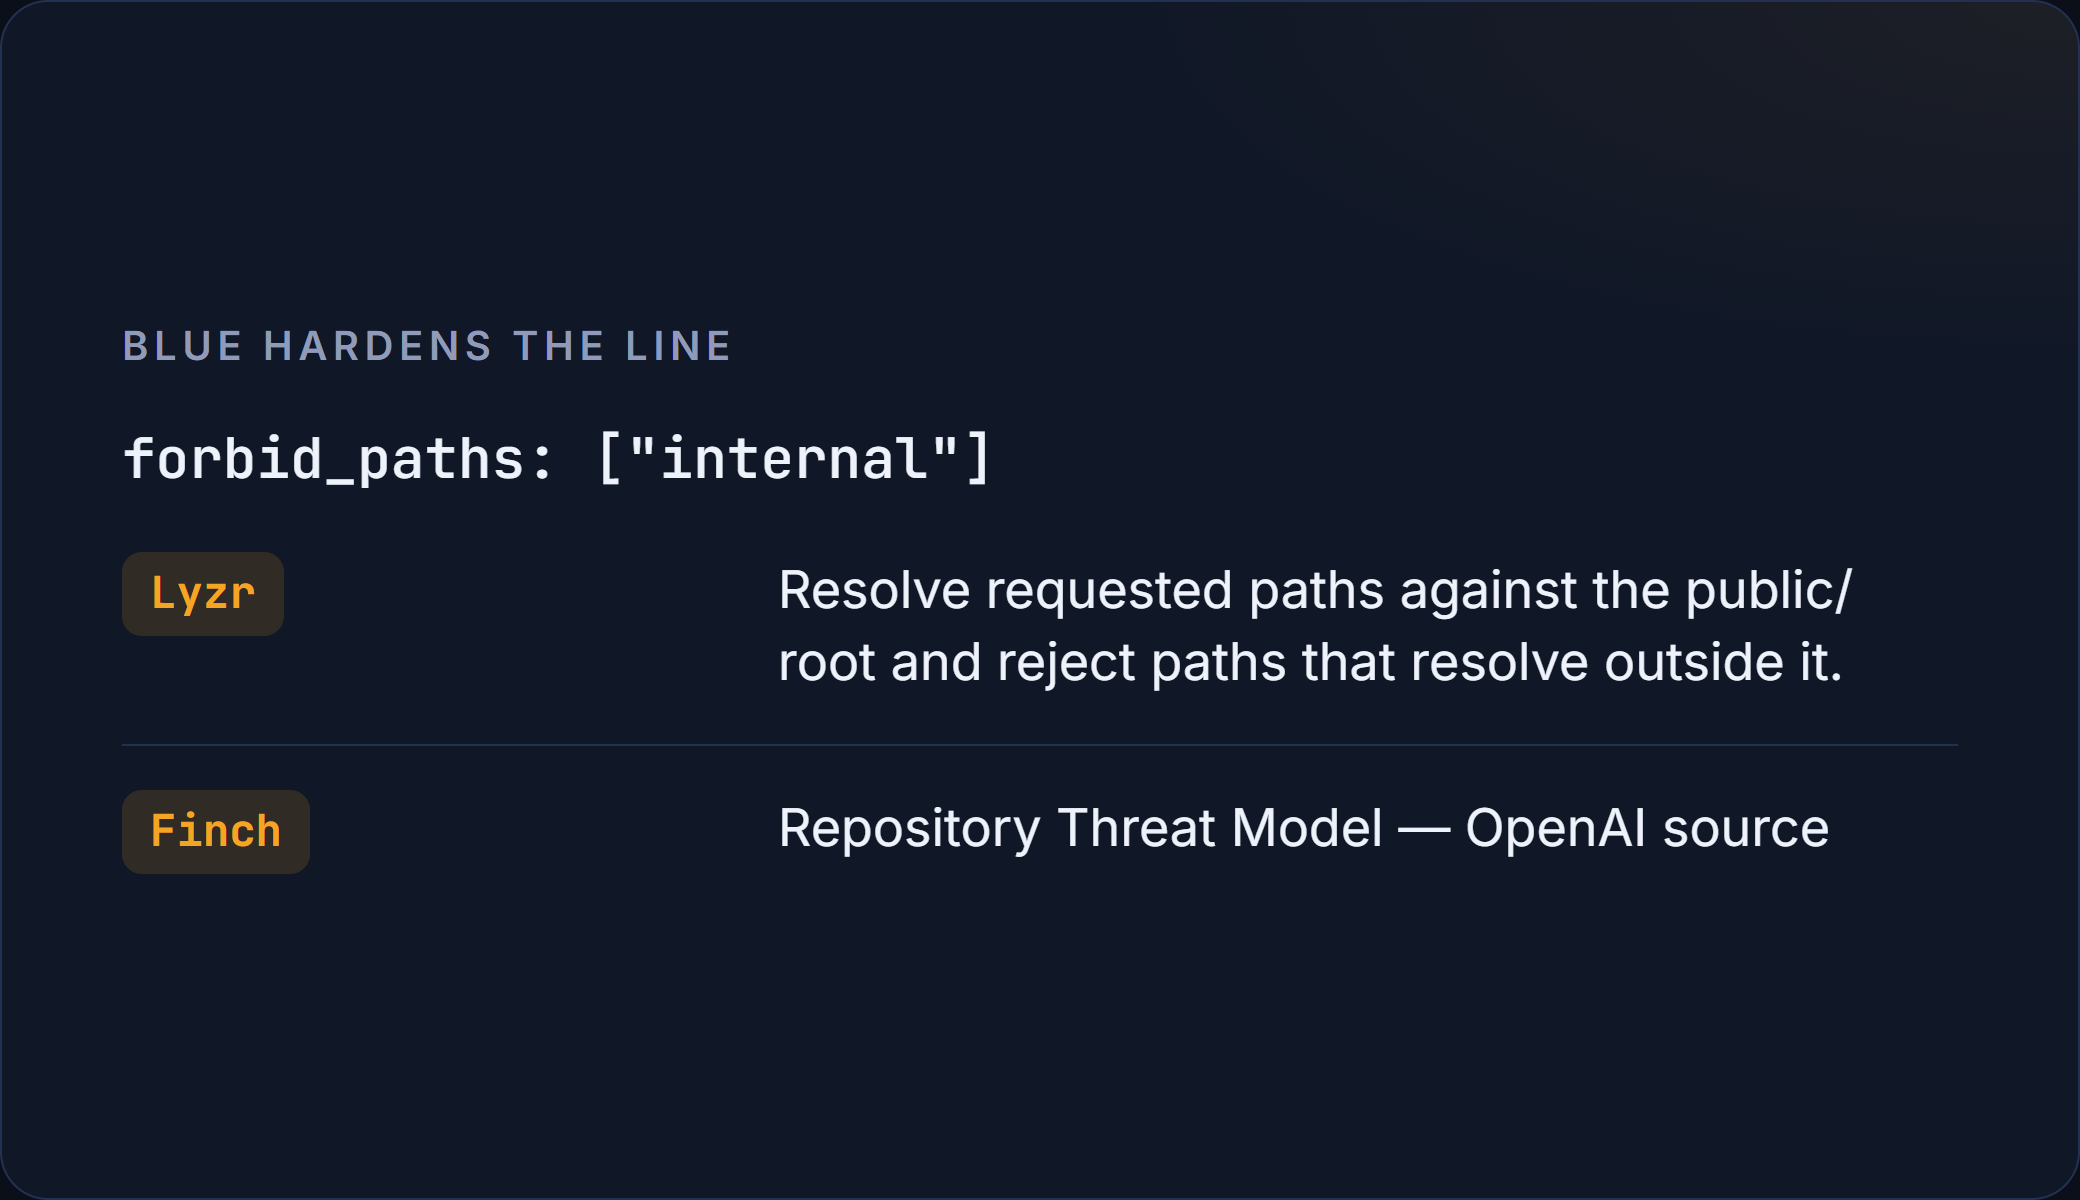 BLUE HARDENS THE LINE
forbid_paths: ["internal"]
Lyzr
Resolve requested paths against the public/
root and reject paths that resolve outside it.
Finch
Repository Threat Model — OpenAI source